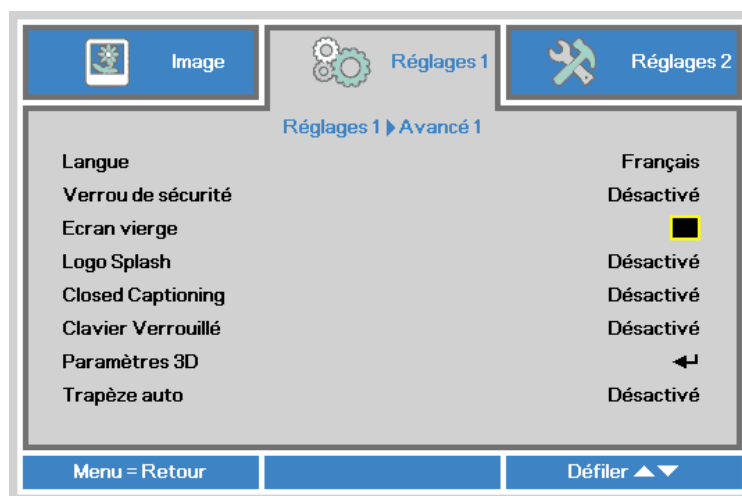 Image Réglages 1 Réglages 2
Réglages 1 Avancé 1
Langue Français
Verrou de sécurité Désactivé
Ecran vierge
Logo Splash Désactivé
Closed Captioning Désactivé
Clavier Verrouillé Désactivé
Paramètres 3D
Trapèze auto Désactivé
Menu = Retour Défiler